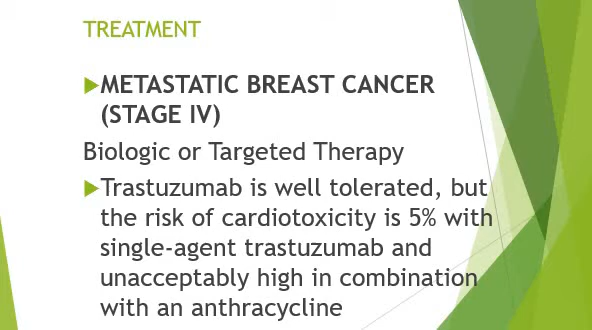 TREATMENT
METASTATIC BREAST CANCER
(STAGE IV)
Biologic or Targeted Therapy
Trastuzumab is well tolerated, but
the risk of cardiotoxicity is 5% with
single-agent trastuzumab and
unacceptably high in combination
with an anthracycline